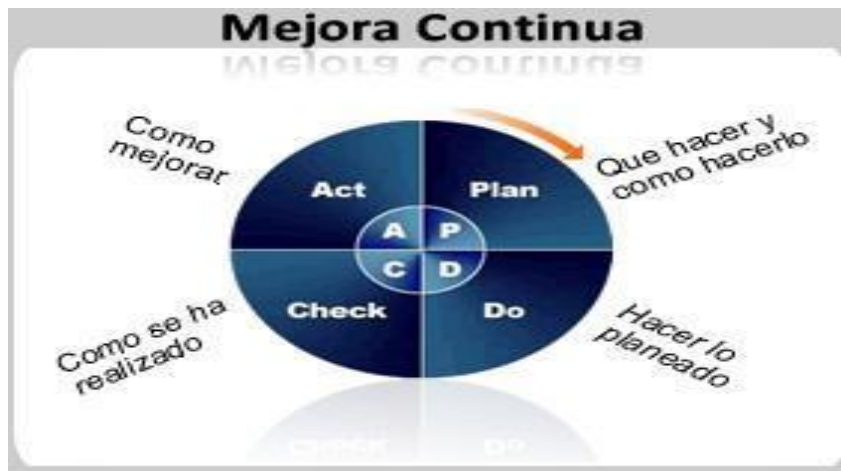 Mejora Continua
Como
mejorar
Act
Plan
Que hacer y
como hacerlo
A
P
C
D
Check
Do
Como se ha
realizado
Hacer lo
planeado